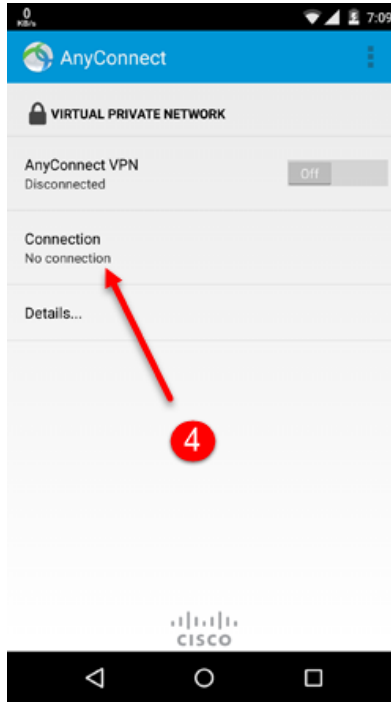 0
KB/s
7:09
AnyConnect
VIRTUAL PRIVATE NETWORK
AnyConnect VPN
Disconnected
Off
Connection
No connection
Details...
4
CISCO